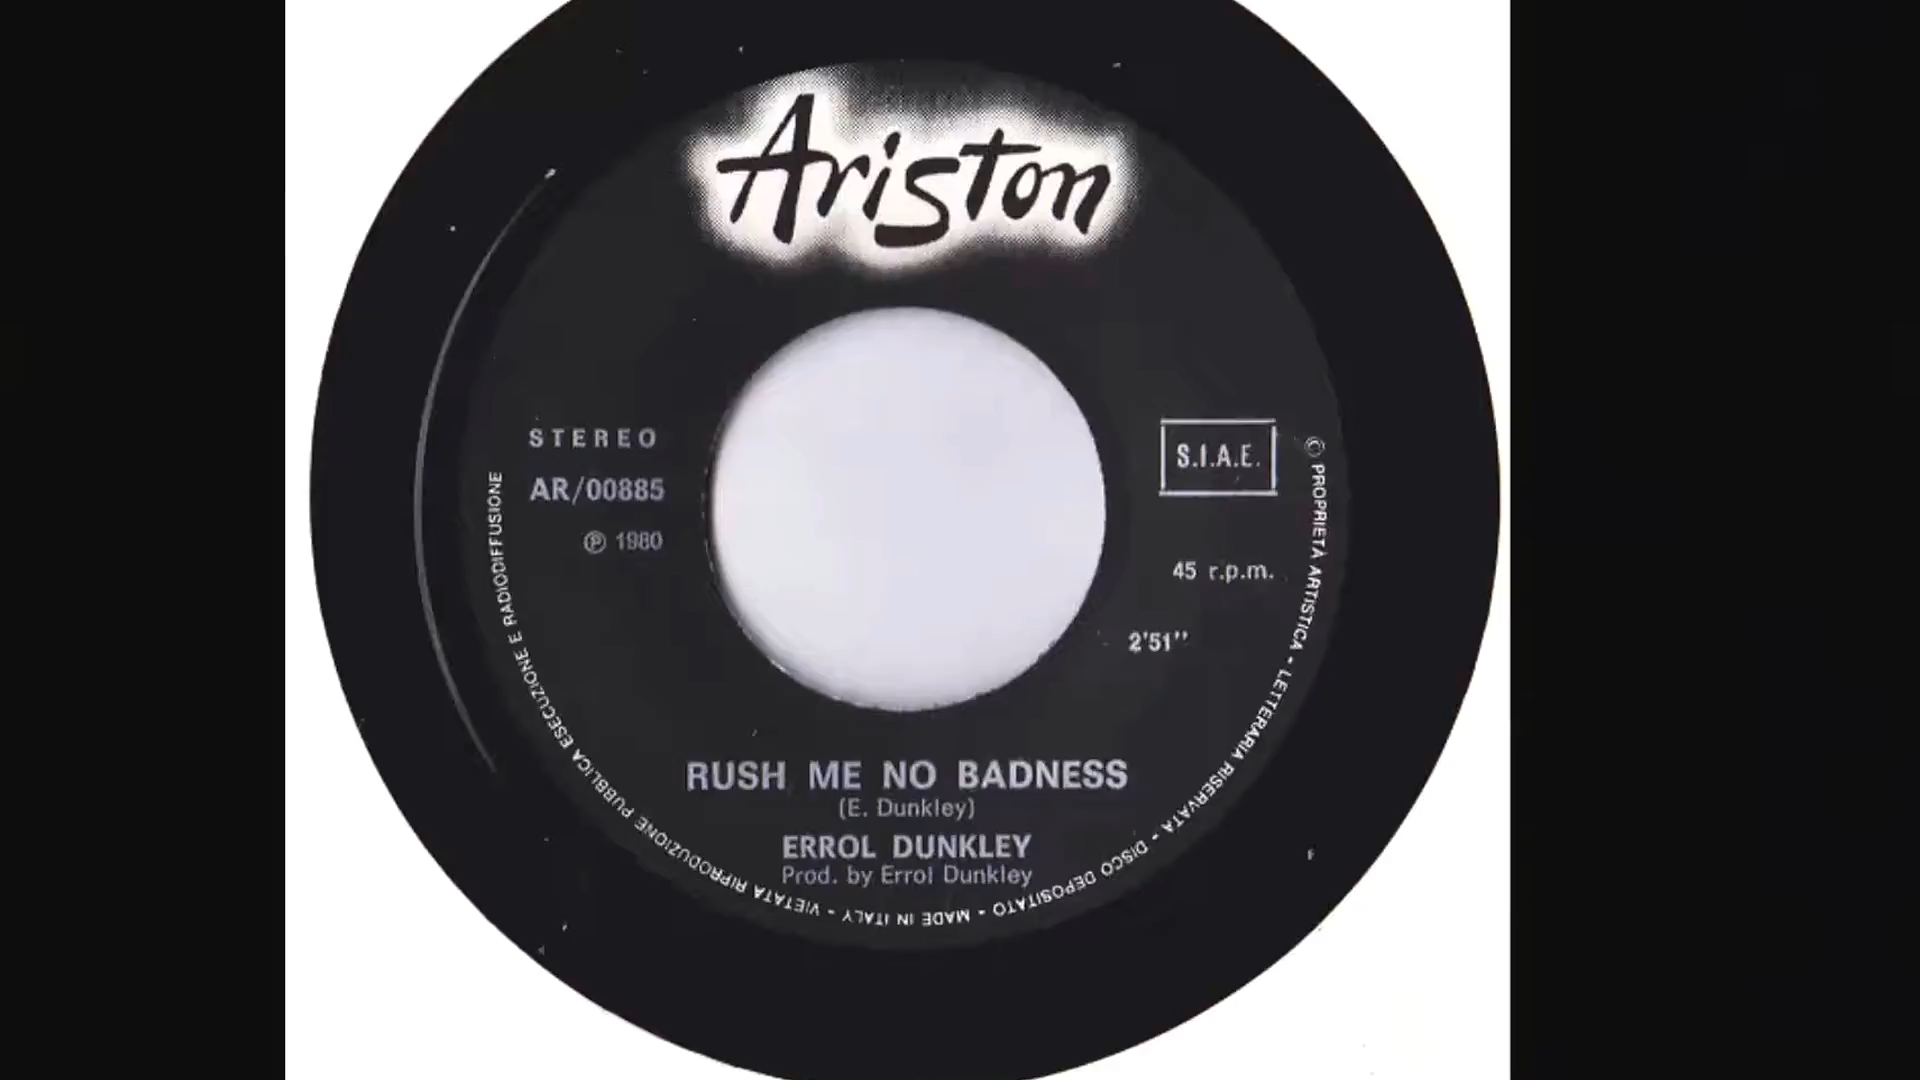 Ariston
STEREO
AR/00885
℗ 1980
S.I.A.E.
45 r.p.m.
2'51''
RUSH ME NO BADNESS
(E. Dunkley)
ERROL DUNKLEY
Prod. by Errol Dunkley
© PROPRIETÀ ARTISTICA - LETTERARIA RISERVATA - DISCO DEPOSITATO - MADE IN ITALY - VIETATA RIPRODUZIONE PUBBLICA ESECUZIONE E RADIODIFFUSIONE